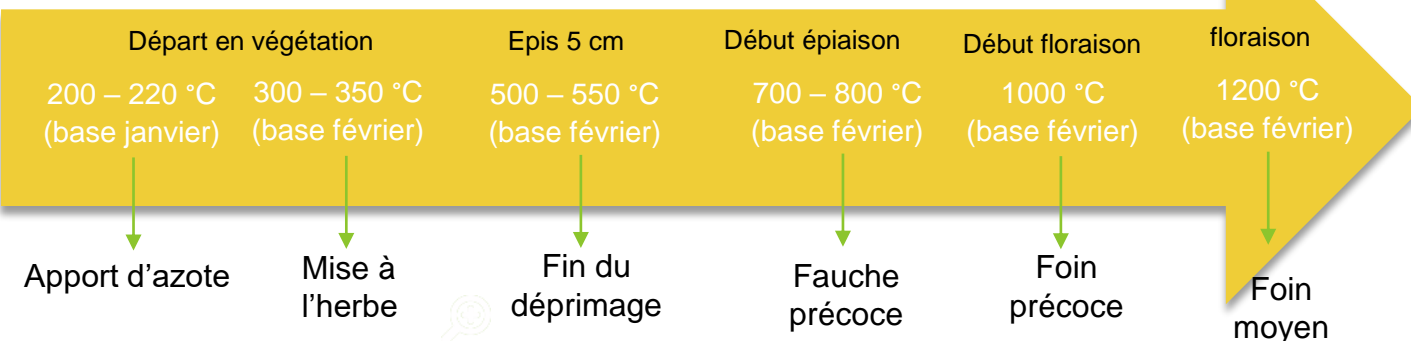 Départ en végétation
Epis 5 cm
Début épiaison
Début floraison
floraison
200 – 220 °C
(base janvier)
300 – 350 °C
(base février)
500 – 550 °C
(base février)
700 – 800 °C
(base février)
1000 °C
(base février)
1200 °C
(base février)
Apport d’azote
Mise à
l’herbe
Fin du
déprimage
Fauche
précoce
Foin
précoce
Foin
moyen